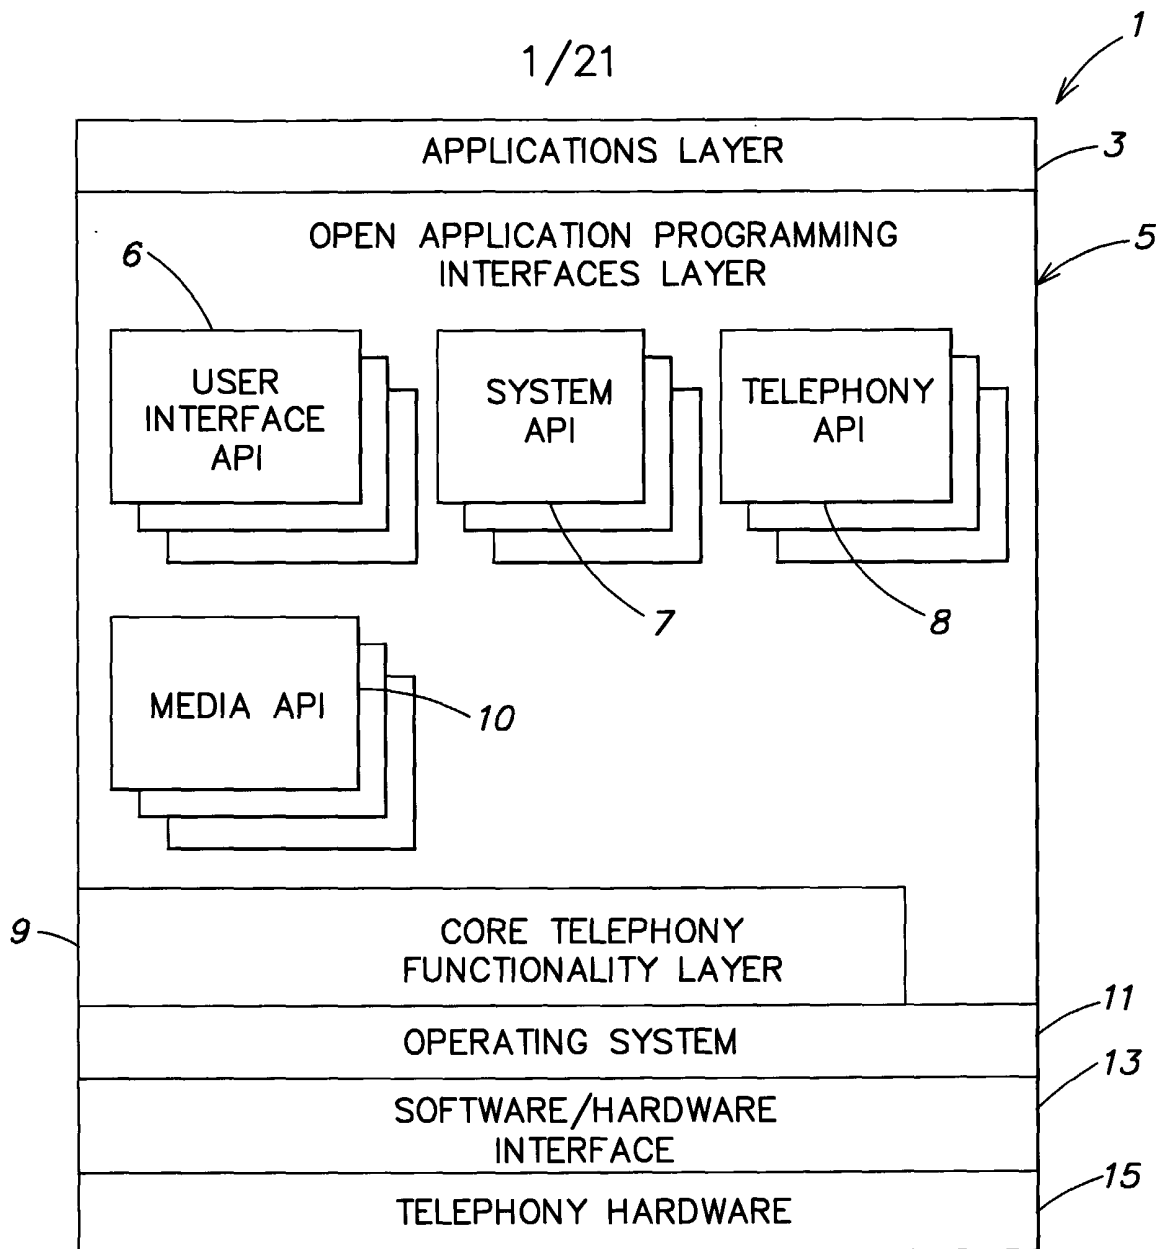 1/21
1
APPLICATIONS LAYER
3
OPEN APPLICATION PROGRAMMING
INTERFACES LAYER
5
6
USER
INTERFACE
API
SYSTEM
API
TELEPHONY
API
7
8
MEDIA API
10
9
CORE TELEPHONY
FUNCTIONALITY LAYER
11
OPERATING SYSTEM
13
SOFTWARE/HARDWARE
INTERFACE
15
TELEPHONY HARDWARE